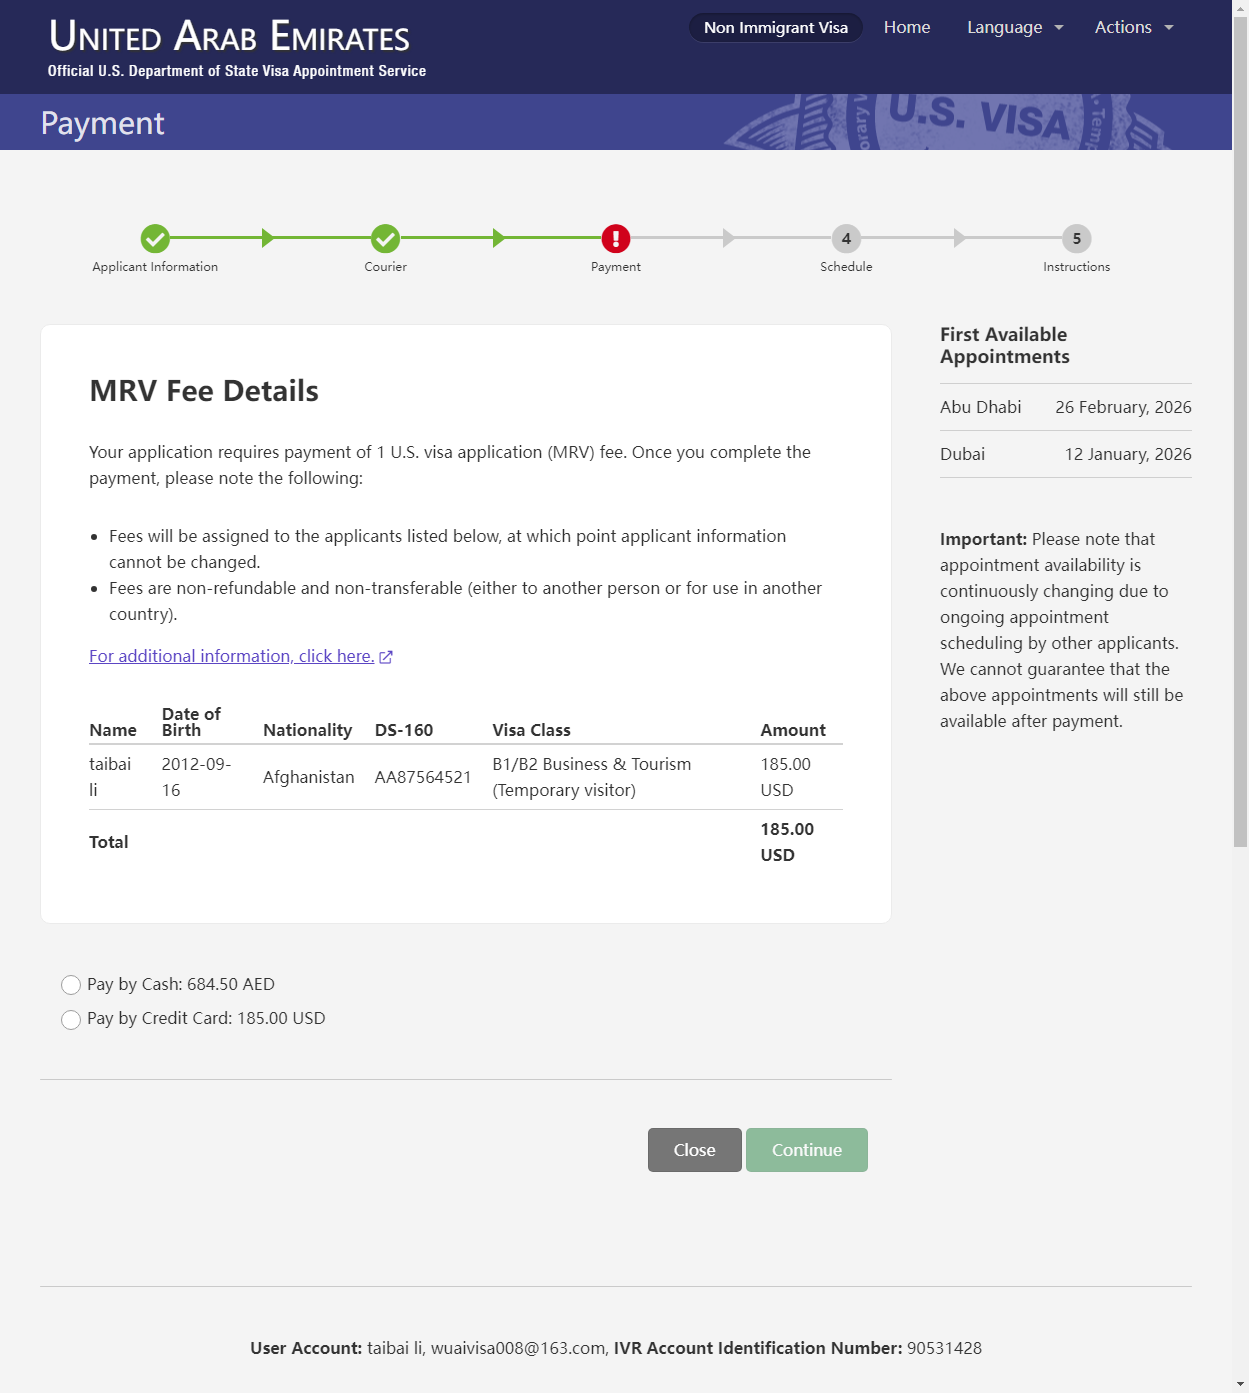 UNITED ARAB EMIRATES
Official U.S. Department of State Visa Appointment Service
Non Immigrant Visa
Home
Language
Actions
Payment
U.S. VISA
Applicant Information
Courier
Payment
4
Schedule
5
Instructions
MRV Fee Details
Your application requires payment of 1 U.S. visa application (MRV) fee. Once you complete the
payment, please note the following:
• Fees will be assigned to the applicants listed below, at which point applicant information
cannot be changed.
• Fees are non-refundable and non-transferable (either to another person or for use in another
country).
For additional information, click here.
Name Date of Birth Nationality DS-160 Visa Class Amount
taibai li 2012-09-16 Afghanistan AA87564521 B1/B2 Business & Tourism (Temporary visitor) 185.00 USD
Total 185.00 USD
Pay by Cash: 684.50 AED
Pay by Credit Card: 185.00 USD
Close
Continue
First Available
Appointments
Abu Dhabi 26 February, 2026
Dubai 12 January, 2026
Important: Please note that
appointment availability is
continuously changing due to
ongoing appointment
scheduling by other applicants.
We cannot guarantee that the
above appointments will still be
available after payment.
User Account: taibai li, wuaivisa008@163.com, IVR Account Identification Number: 90531428